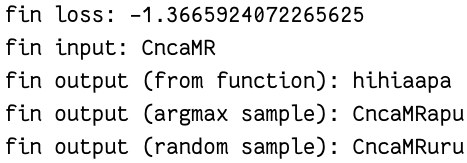 fin loss: -1.3665924072265625
fin input: CncaMR
fin output (from function): hihiaapa
fin output (argmax sample): CncaMRapu
fin output (random sample): CncaMRuru